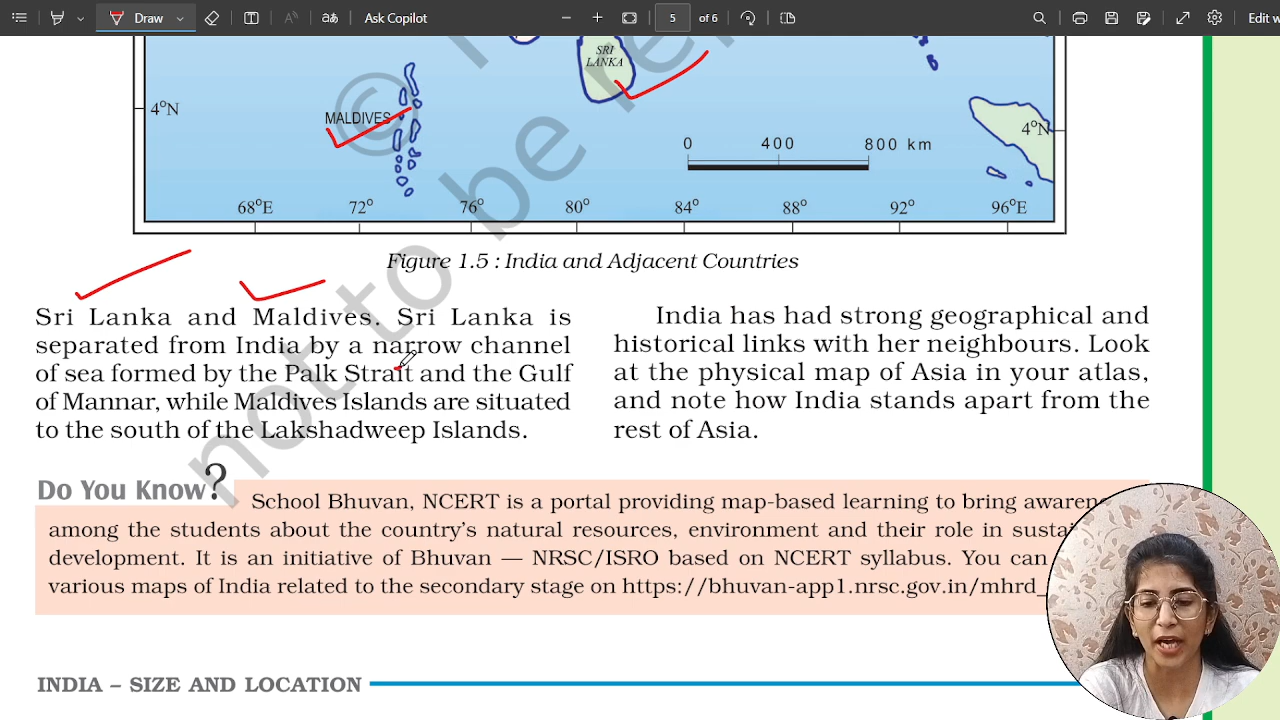 Draw
Ask Copilot
5
of 6
Edit w
SRI
LANKA
4°N
MALDIVES
4°N
0 400 800 km
68°E 72° 76° 80° 84° 88° 92° 96°E
Figure 1.5 : India and Adjacent Countries
Sri Lanka and Maldives. Sri Lanka is
separated from India by a narrow channel
of sea formed by the Palk Strait and the Gulf
of Mannar, while Maldives Islands are situated
to the south of the Lakshadweep Islands.
India has had strong geographical and
historical links with her neighbours. Look
at the physical map of Asia in your atlas,
and note how India stands apart from the
rest of Asia.
Do You Know?
School Bhuvan, NCERT is a portal providing map-based learning to bring
among the students about the country's natural resources, environment and their role in
development. It is an initiative of Bhuvan — NRSC/ISRO based on NCERT syllabus. You can
various maps of India related to the secondary stage on https://bhuvan-app1.nrsc.gov.in/mhrd_
INDIA – SIZE AND LOCATION
© not to be re